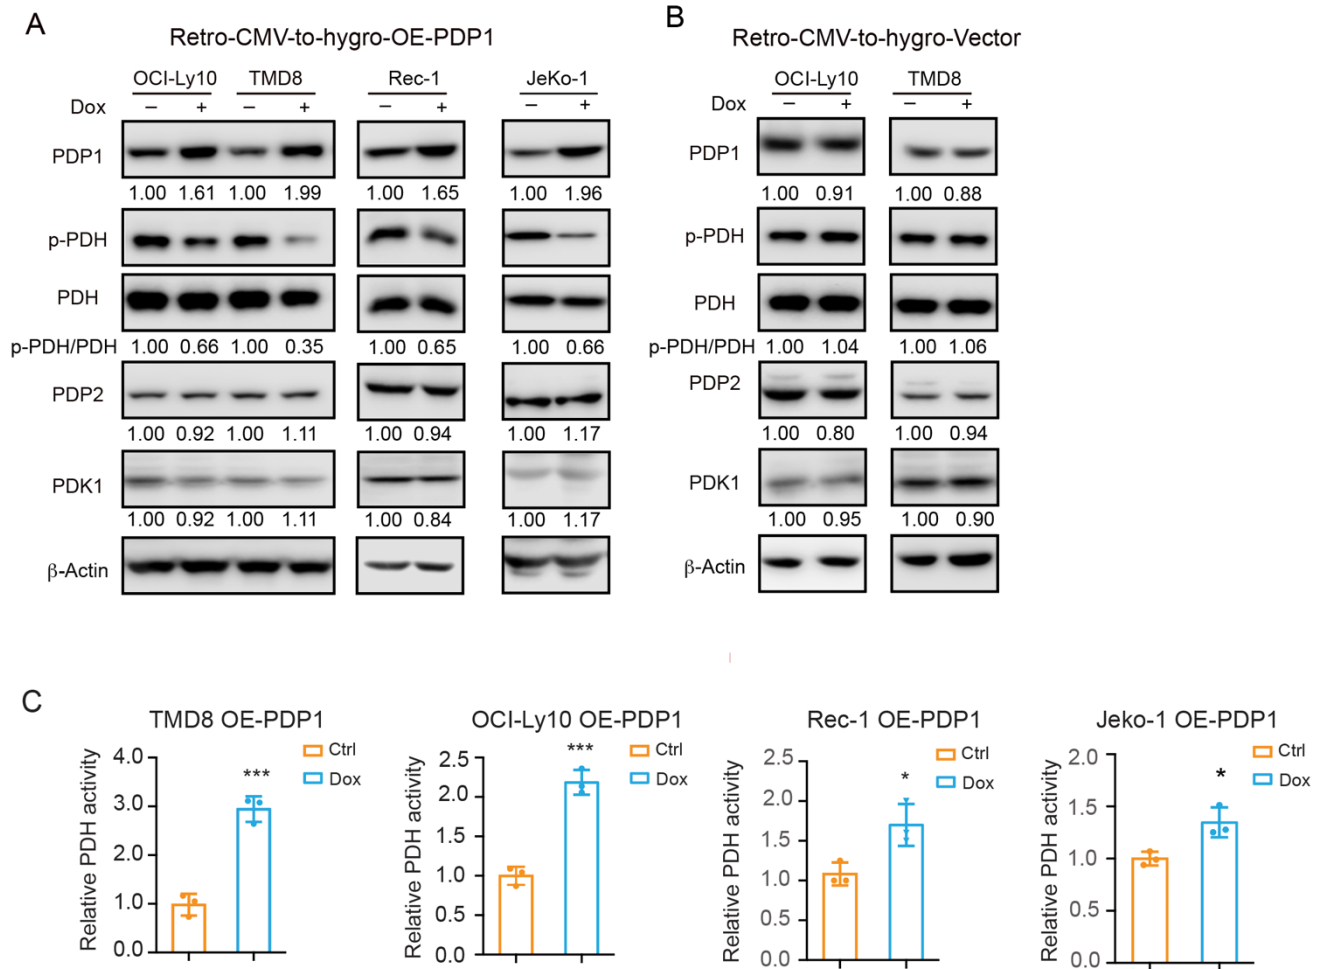 A
Retro-CMV-to-hygro-OE-PDP1
OCI-Ly10 TMD8 Rec-1 JeKo-1
Dox – + – + – + – +
PDP1
1.00 1.61 1.00 1.99 1.00 1.65 1.00 1.96
p-PDH
PDH
p-PDH/PDH 1.00 0.66 1.00 0.35 1.00 0.65 1.00 0.66
PDP2
1.00 0.92 1.00 1.11 1.00 0.94 1.00 1.17
PDK1
1.00 0.92 1.00 1.11 1.00 0.84 1.00 1.17
β-Actin
B
Retro-CMV-to-hygro-Vector
OCI-Ly10 TMD8
Dox – + – +
PDP1
1.00 0.91 1.00 0.88
p-PDH
PDH
p-PDH/PDH 1.00 1.04 1.00 1.06
PDP2
1.00 0.80 1.00 0.94
PDK1
1.00 0.95 1.00 0.90
β-Actin
C
TMD8 OE-PDP1
Ctrl
Dox
Relative PDH activity
4.0
3.0
2.0
1.0
0.0
***
OCI-Ly10 OE-PDP1
Ctrl
Dox
Relative PDH activity
2.5
2.0
1.5
1.0
0.5
0.0
***
Rec-1 OE-PDP1
Ctrl
Dox
Relative PDH activity
2.5
2.0
1.5
1.0
0.5
0.0
*
Jeko-1 OE-PDP1
Ctrl
Dox
Relative PDH activity
2.0
1.5
1.0
0.5
0.0
*